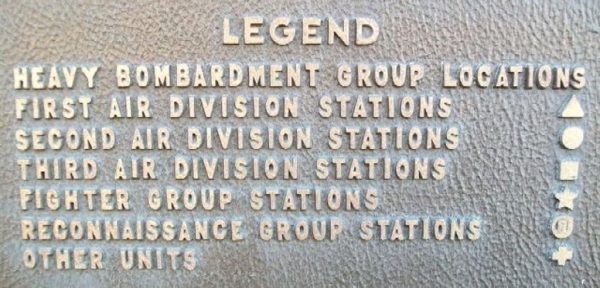 LEGEND
HEAVY BOMBARDMENT GROUP LOCATIONS
FIRST AIR DIVISION STATIONS
SECOND AIR DIVISION STATIONS
THIRD AIR DIVISION STATIONS
FIGHTER GROUP STATIONS
RECONNAISSANCE GROUP STATIONS
OTHER UNITS